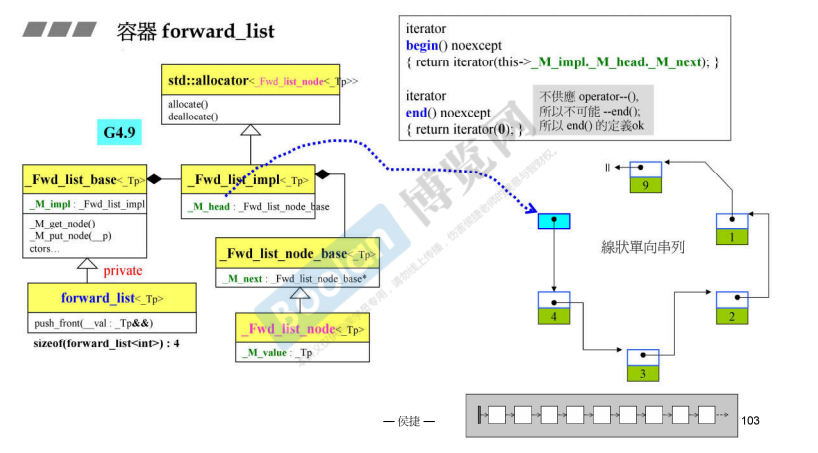 容器 forward_list
std::allocator<_Fwd_list_node<_Tp>>
allocate()
deallocate()
G4.9
_Fwd_list_base<_Tp>
_M_impl : _Fwd_list_impl
_M_get_node()
_M_put_node(__p)
ctors…
_Fwd_list_impl<_Tp>
_M_head : _Fwd_list_node_base
_Fwd_list_node_base<_Tp>
_M_next : _Fwd_list_node_base*
private
forward_list<_Tp>
push_front(__val : _Tp&&)
sizeof(forward_list<int>) : 4
_Fwd_list_node<_Tp>
_M_value : _Tp
iterator
begin() noexcept
{ return iterator(this->_M_impl._M_head._M_next); }
iterator
end() noexcept
{ return iterator(0); }
不供應 operator--(),
所以不可能 --end();
所以 end() 的定義ok
9
1
線狀單向串列
4
2
3
博览网
Boolan
— 侯捷 —
103